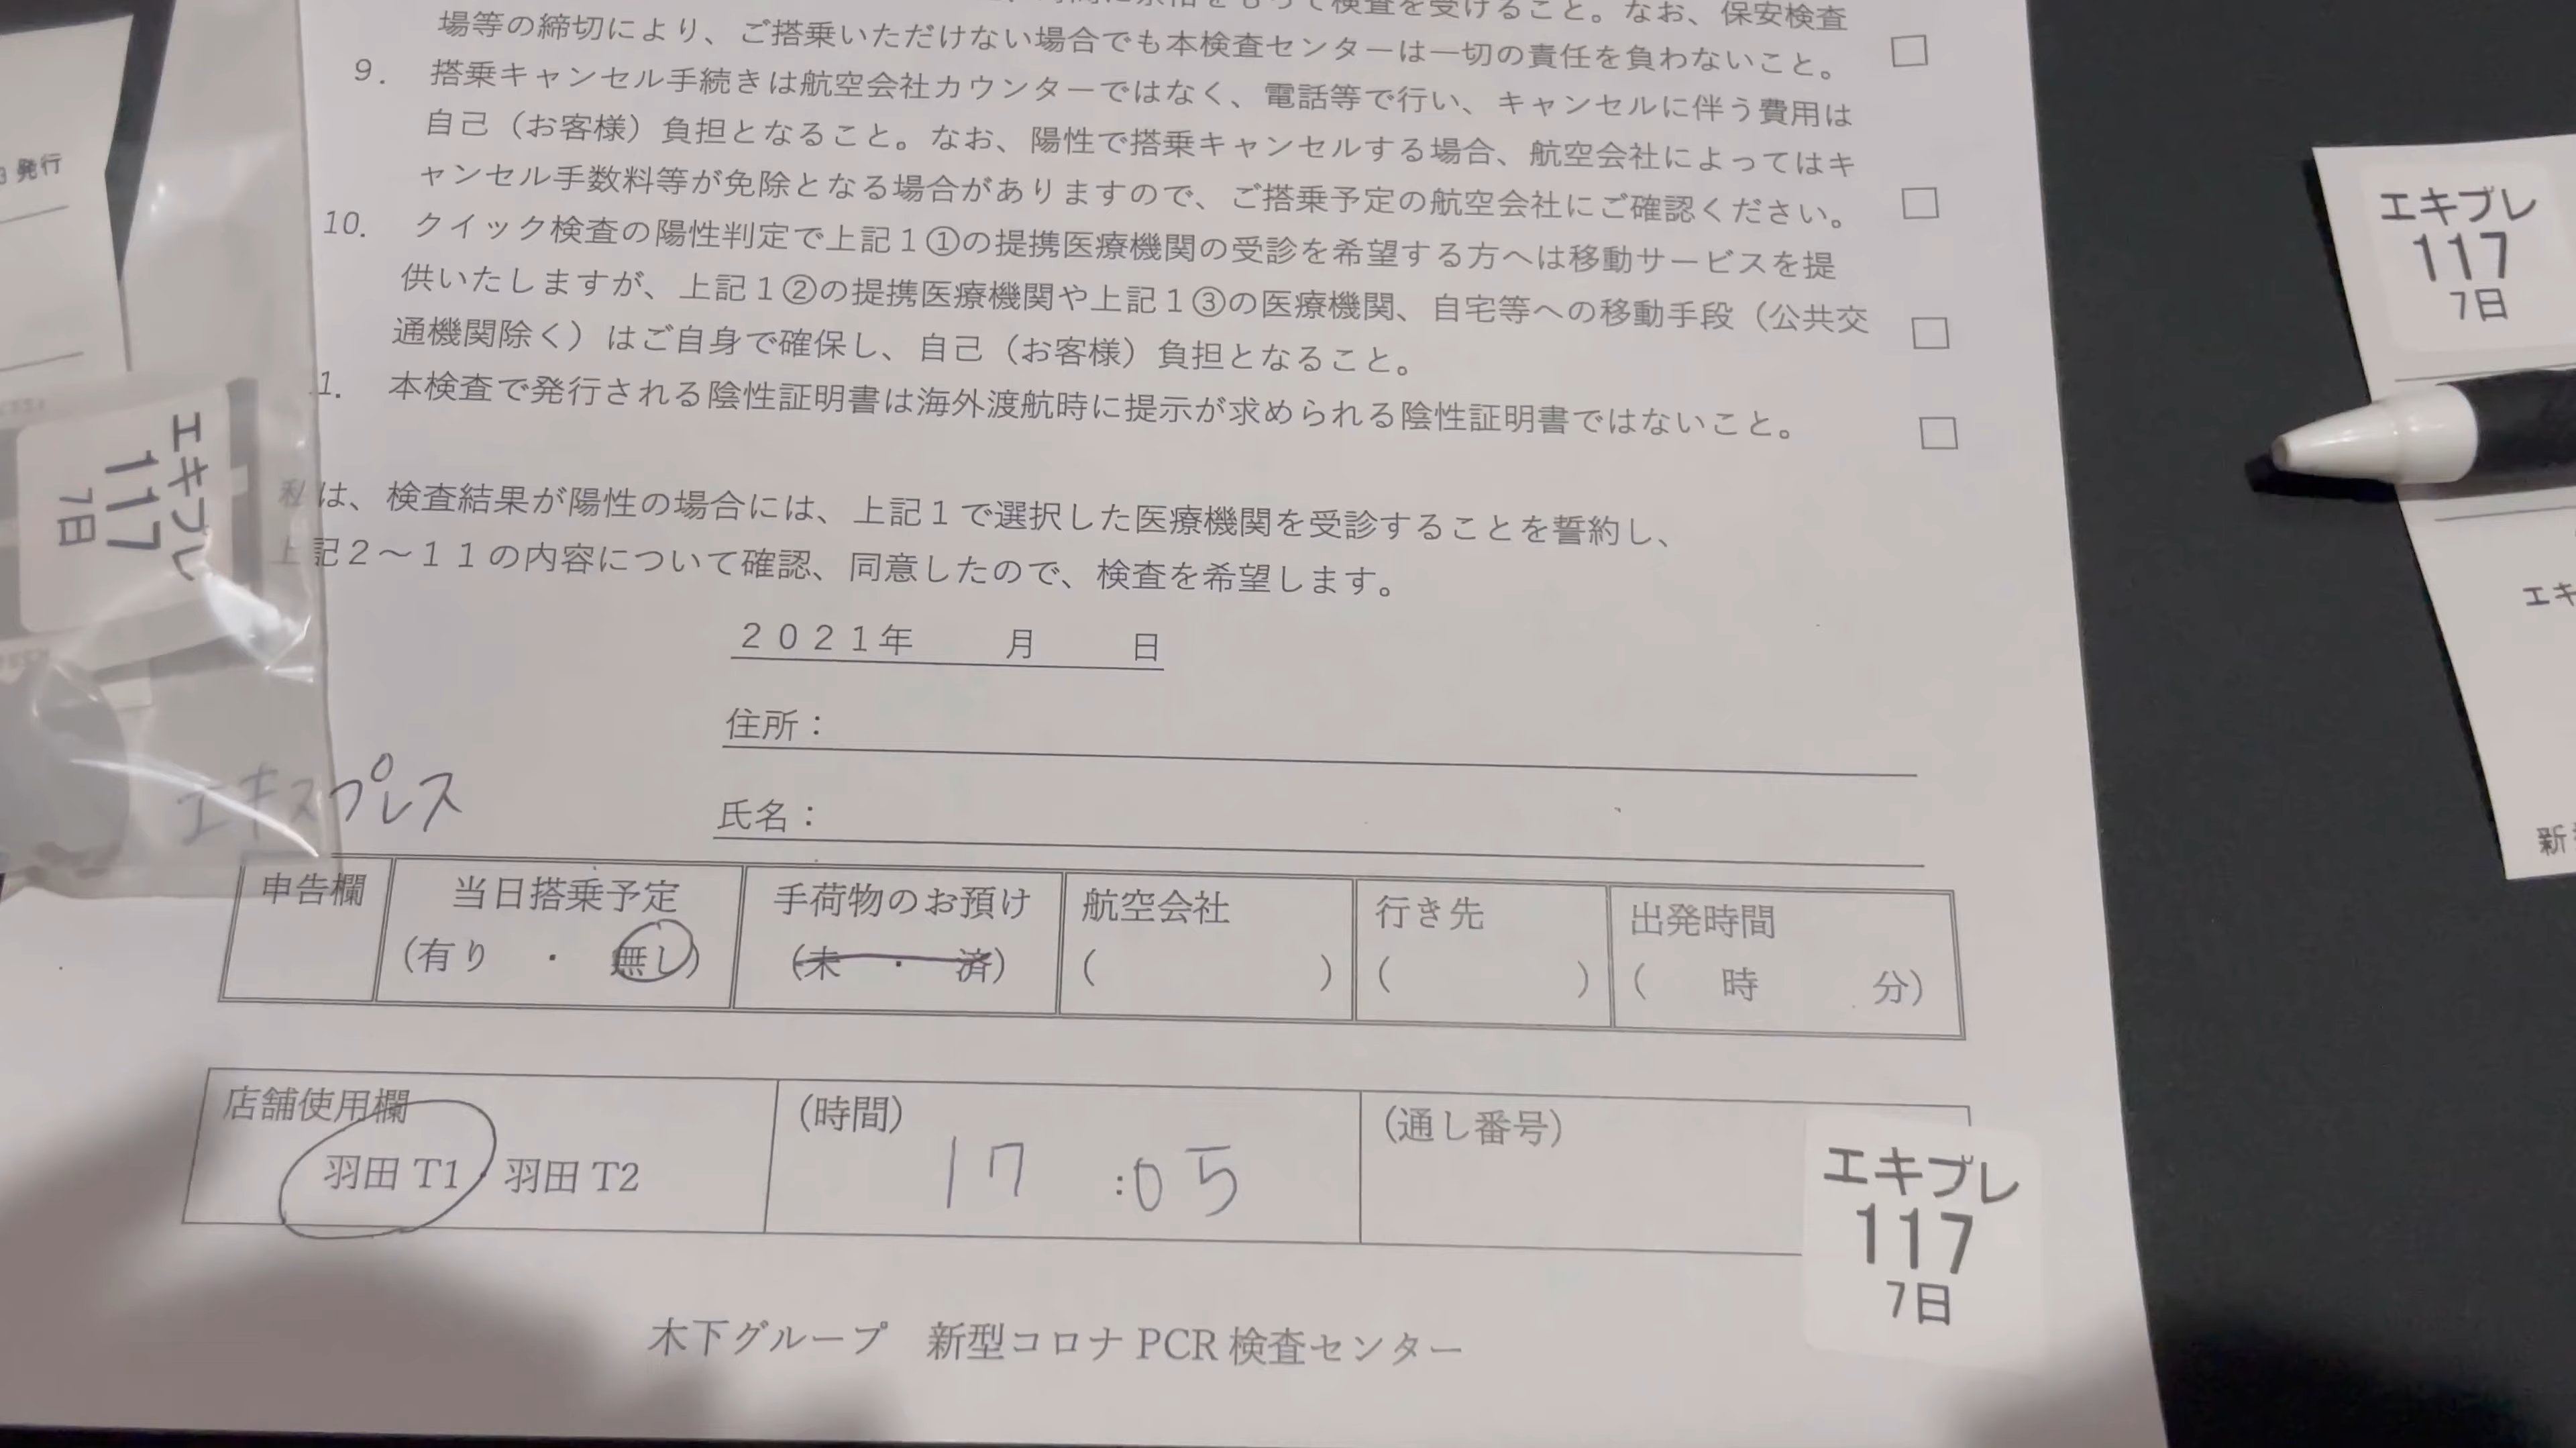 検査を受けること。なお、保安検査
場等の締切により、ご搭乗いただけない場合でも本検査センターは一切の責任を負わないこと。 □
9. 搭乗キャンセル手続きは航空会社カウンターではなく、電話等で行い、キャンセルに伴う費用は
自己（お客様）負担となること。なお、陽性で搭乗キャンセルする場合、航空会社によってはキ
ャンセル手数料等が免除となる場合がありますので、ご搭乗予定の航空会社にご確認ください。 □
10. クイック検査の陽性判定で上記1①の提携医療機関の受診を希望する方へは移動サービスを提
供いたしますが、上記1②の提携医療機関や上記1③の医療機関、自宅等への移動手段（公共交
通機関除く）はご自身で確保し、自己（お客様）負担となること。 □
1. 本検査で発行される陰性証明書は海外渡航時に提示が求められる陰性証明書ではないこと。 □
私は、検査結果が陽性の場合には、上記1で選択した医療機関を受診することを誓約し、
上記2～11の内容について確認、同意したので、検査を希望します。
2021年 月 日
住所：
エキスプレス
氏名：
申告欄 当日搭乗予定 手荷物のお預け 航空会社 行き先 出発時間
(有り ・ 無し) (未 ・ 済) ( ) ( ) ( 時 分)
店舗使用欄 (時間) (通し番号)
羽田 T1 ・ 羽田 T2 17:05
エキプレ
117
7日
木下グループ 新型コロナ PCR 検査センター
発行
エキプレ
117
7日
エキプレ
117
7日
エキ
新